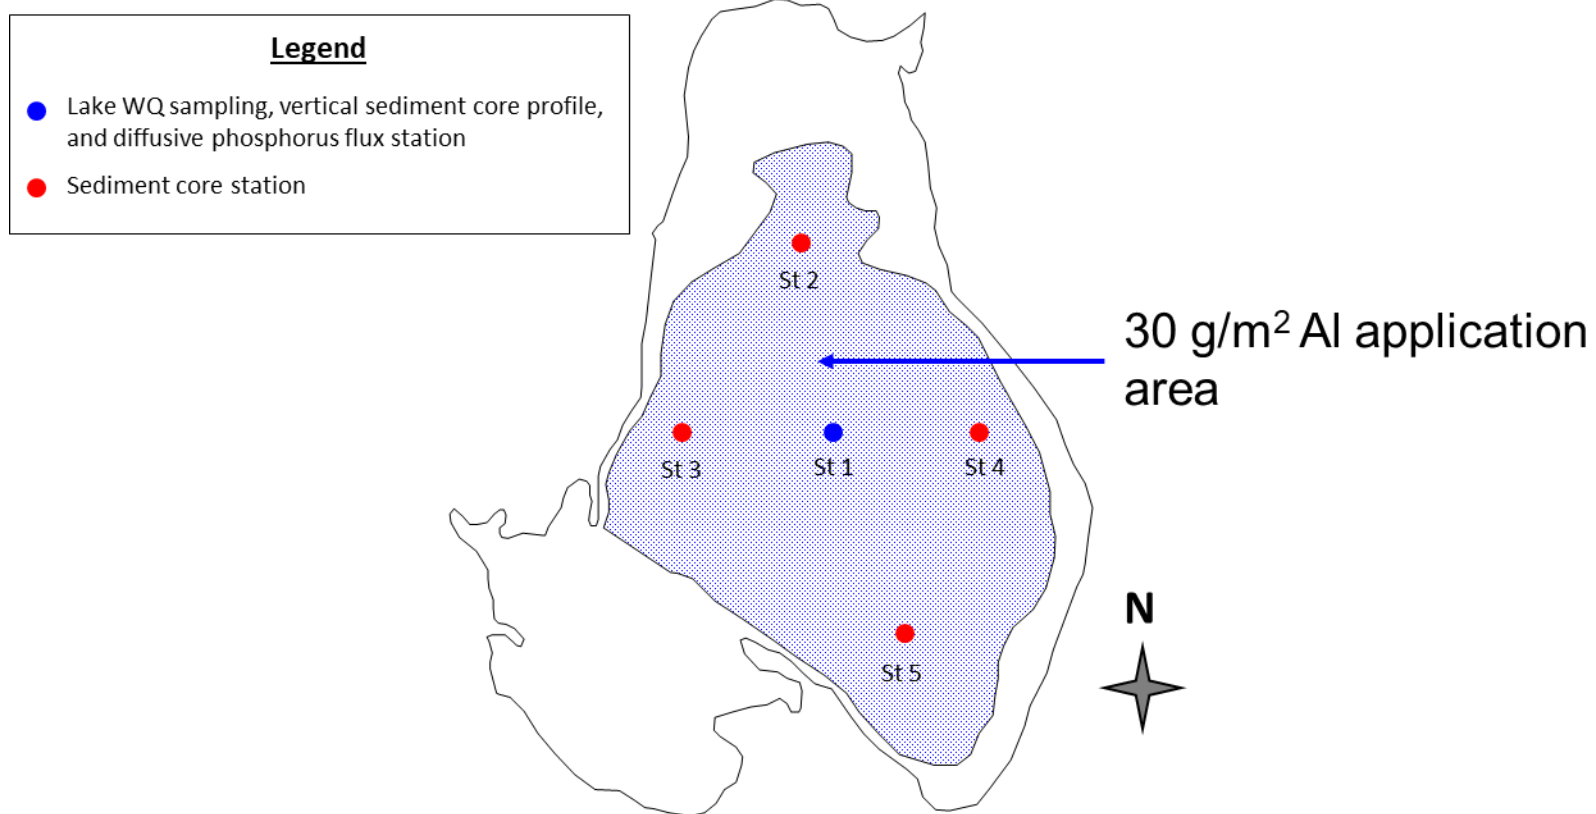 Legend
Lake WQ sampling, vertical sediment core profile,
and diffusive phosphorus flux station
Sediment core station
St 2
30 g/m² Al application
area
St 3
St 1
St 4
N
St 5